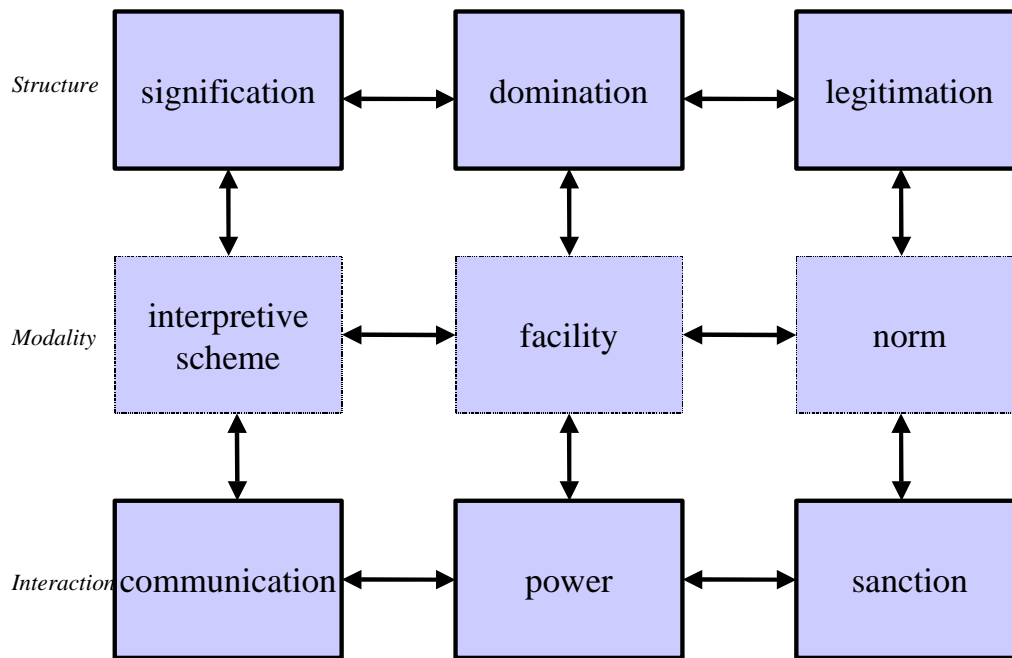 Structure
signification
domination
legitimation
Modality
interpretive
scheme
facility
norm
Interaction
communication
power
sanction